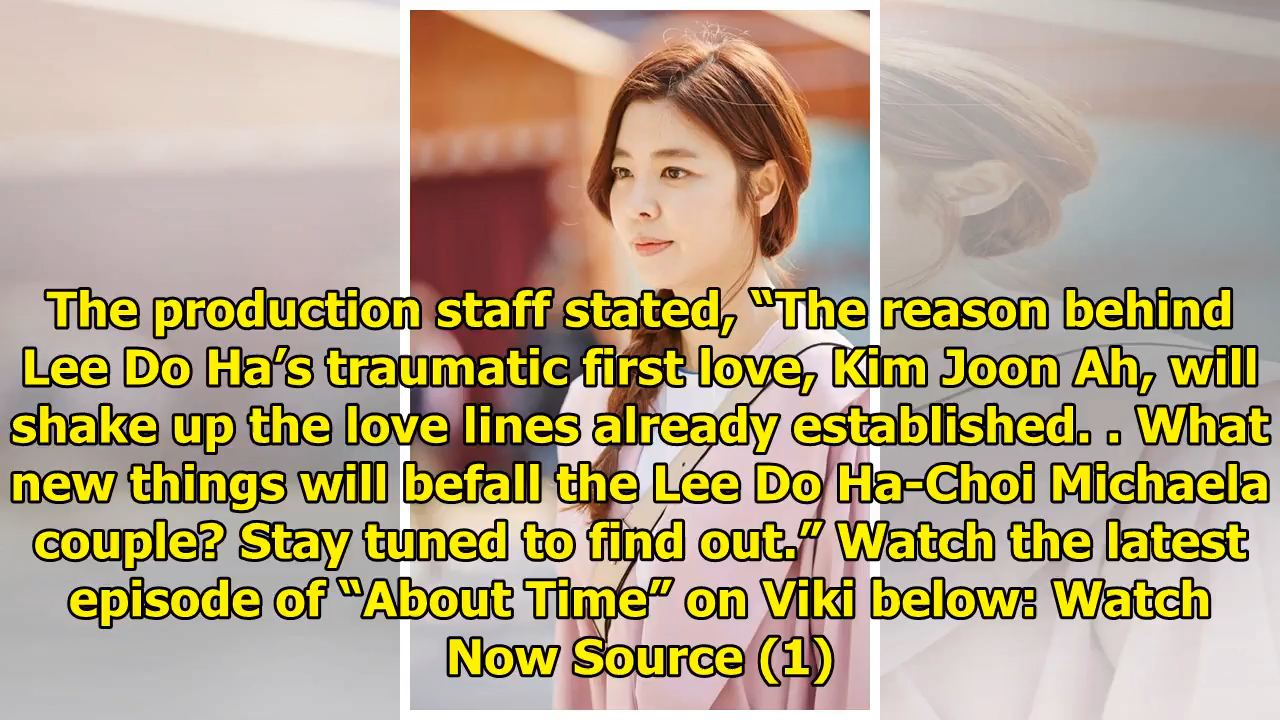 The production staff stated, “The reason behind
Lee Do Ha’s traumatic first love, Kim Joon Ah, will
shake up the love lines already established. . What
new things will befall the Lee Do Ha-Choi Michaela
couple? Stay tuned to find out.” Watch the latest
episode of “About Time” on Viki below: Watch
Now Source (1)